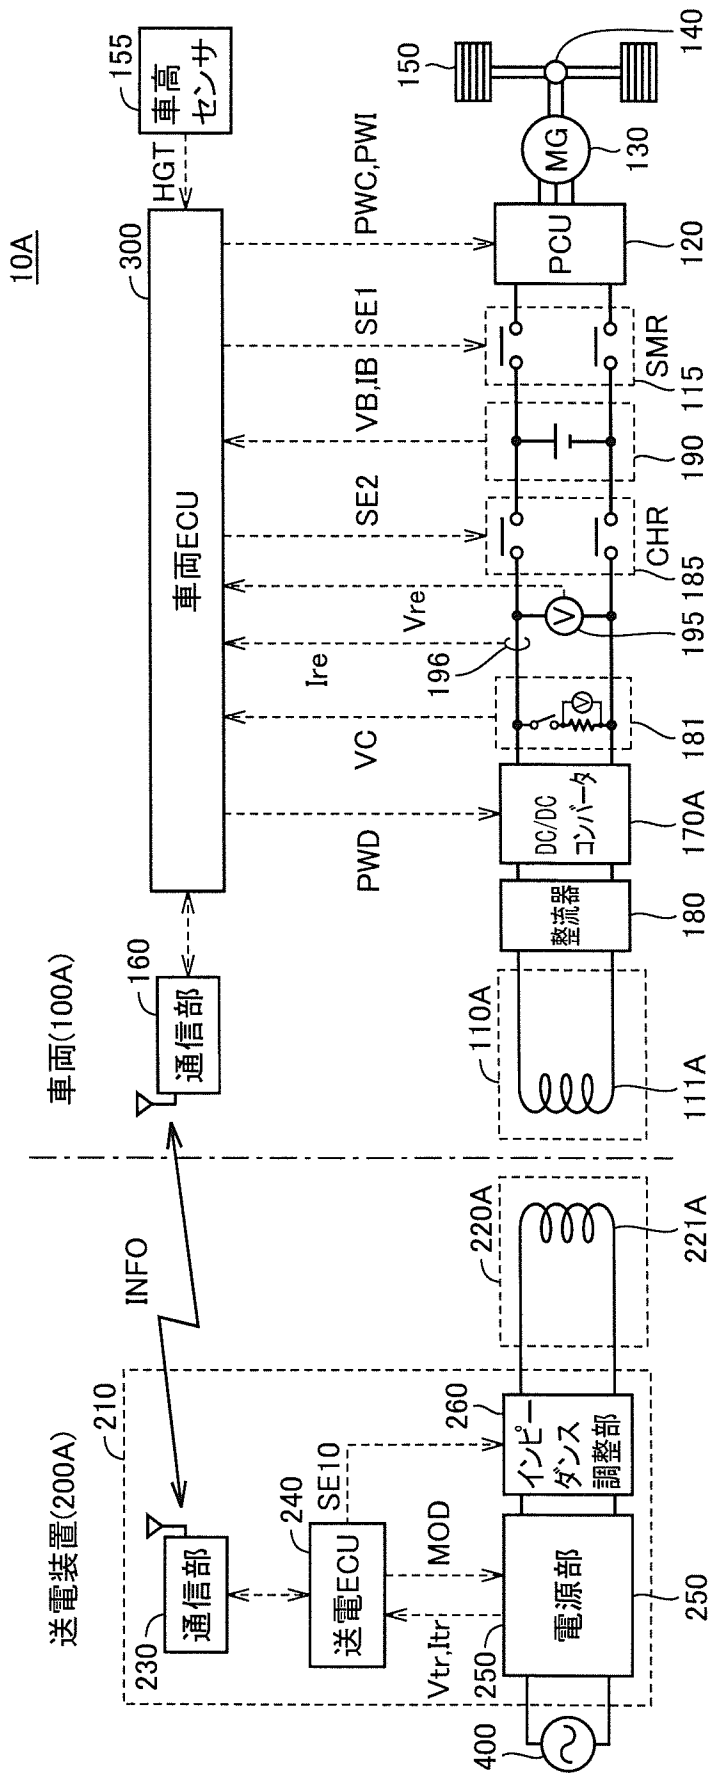 10A
送電装置(200A)
車両(100A)
210
INFO
230
通信部
240
送電ECU
SE10
Vtr,Itr
MOD
250
260
電源部
インピー
ダンス
調整部
400
250
220A
221A
160
通信部
300
車両ECU
155
車高
センサ
HGT
PWD
VC
Ire
Vre
SE2
VB,IB
SE1
PWC,PWI
110A
111A
整流器
180
DC/DC
コンバータ
170A
V
181
196
V
195
185
CHR
190
115
SMR
PCU
120
MG
130
150
140